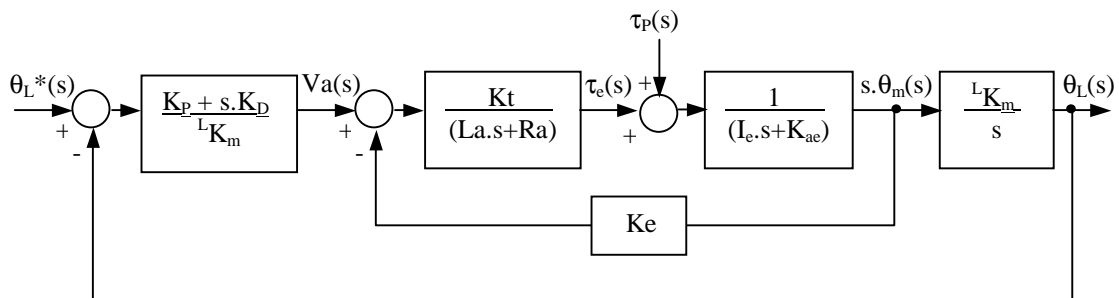 τP(s)
θL*(s)
KP + s.KD
LKm
Va(s)
Kt
(La.s+Ra)
τe(s)
+
1
(Ie.s+Kae)
s.θm(s)
LKm
s
θL(s)
+
-
+
-
+
Ke